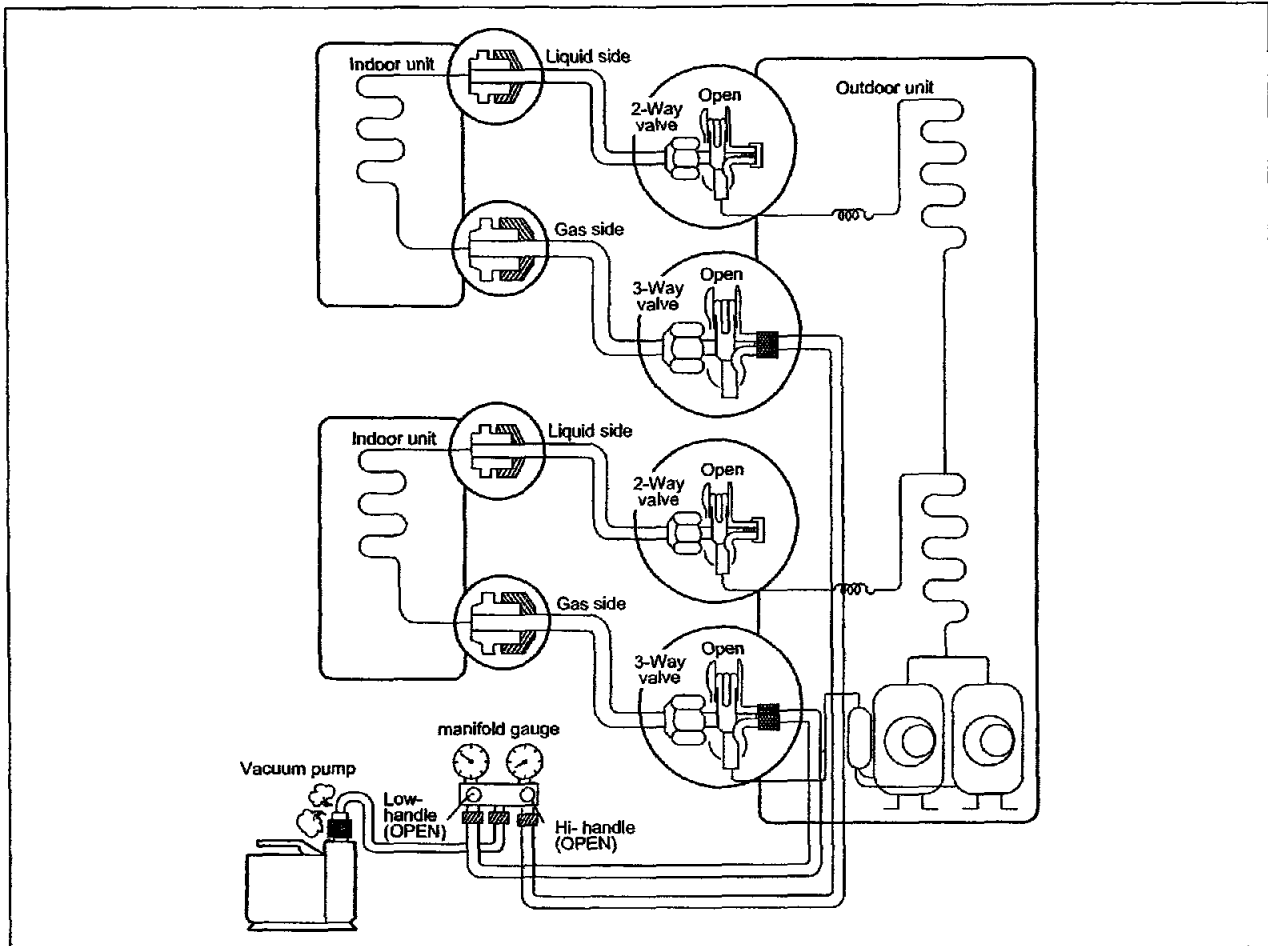 Indoor unit
Liquid side
2-Way
valve
Open
Outdoor unit
Gas side
3-Way
valve
Open
Indoor unit
Liquid side
2-Way
valve
Open
Gas side
3-Way
valve
Open
manifold gauge
Vacuum pump
Low-
handle
(OPEN)
Hi- handle
(OPEN)